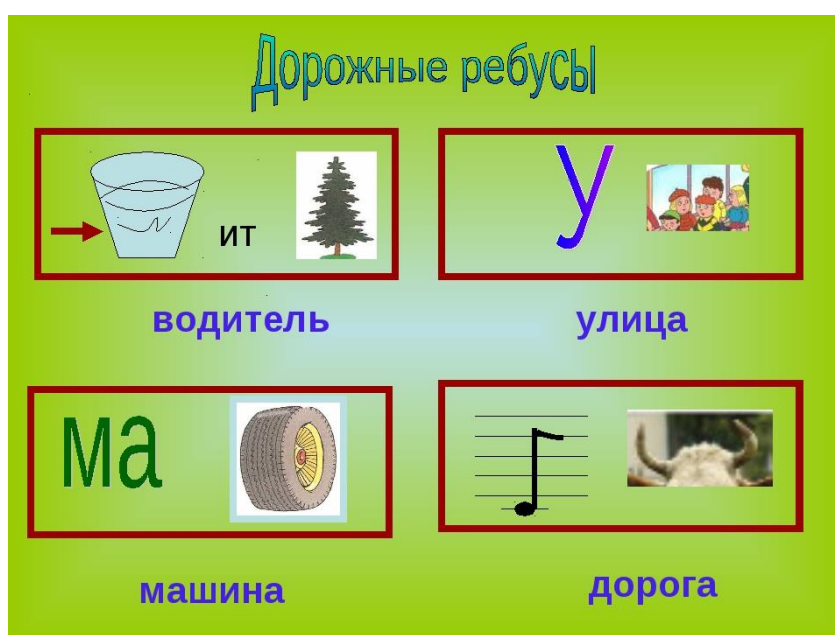 Дорожные ребусы
ит
у
водитель
улица
ма
машина
дорога